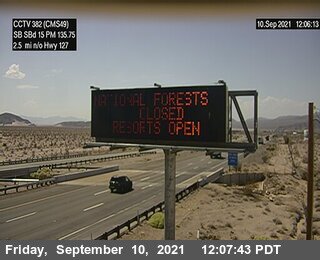 CCTV 382 (CMS49)
SB SBd 15 PM 135.75
2.5 mi n/o Hwy 127
10.Sep 2021 12:06:13
NATIONAL FORESTS
CLOSED
RESORTS OPEN
Friday, September 10, 2021 12:07:43 PDT